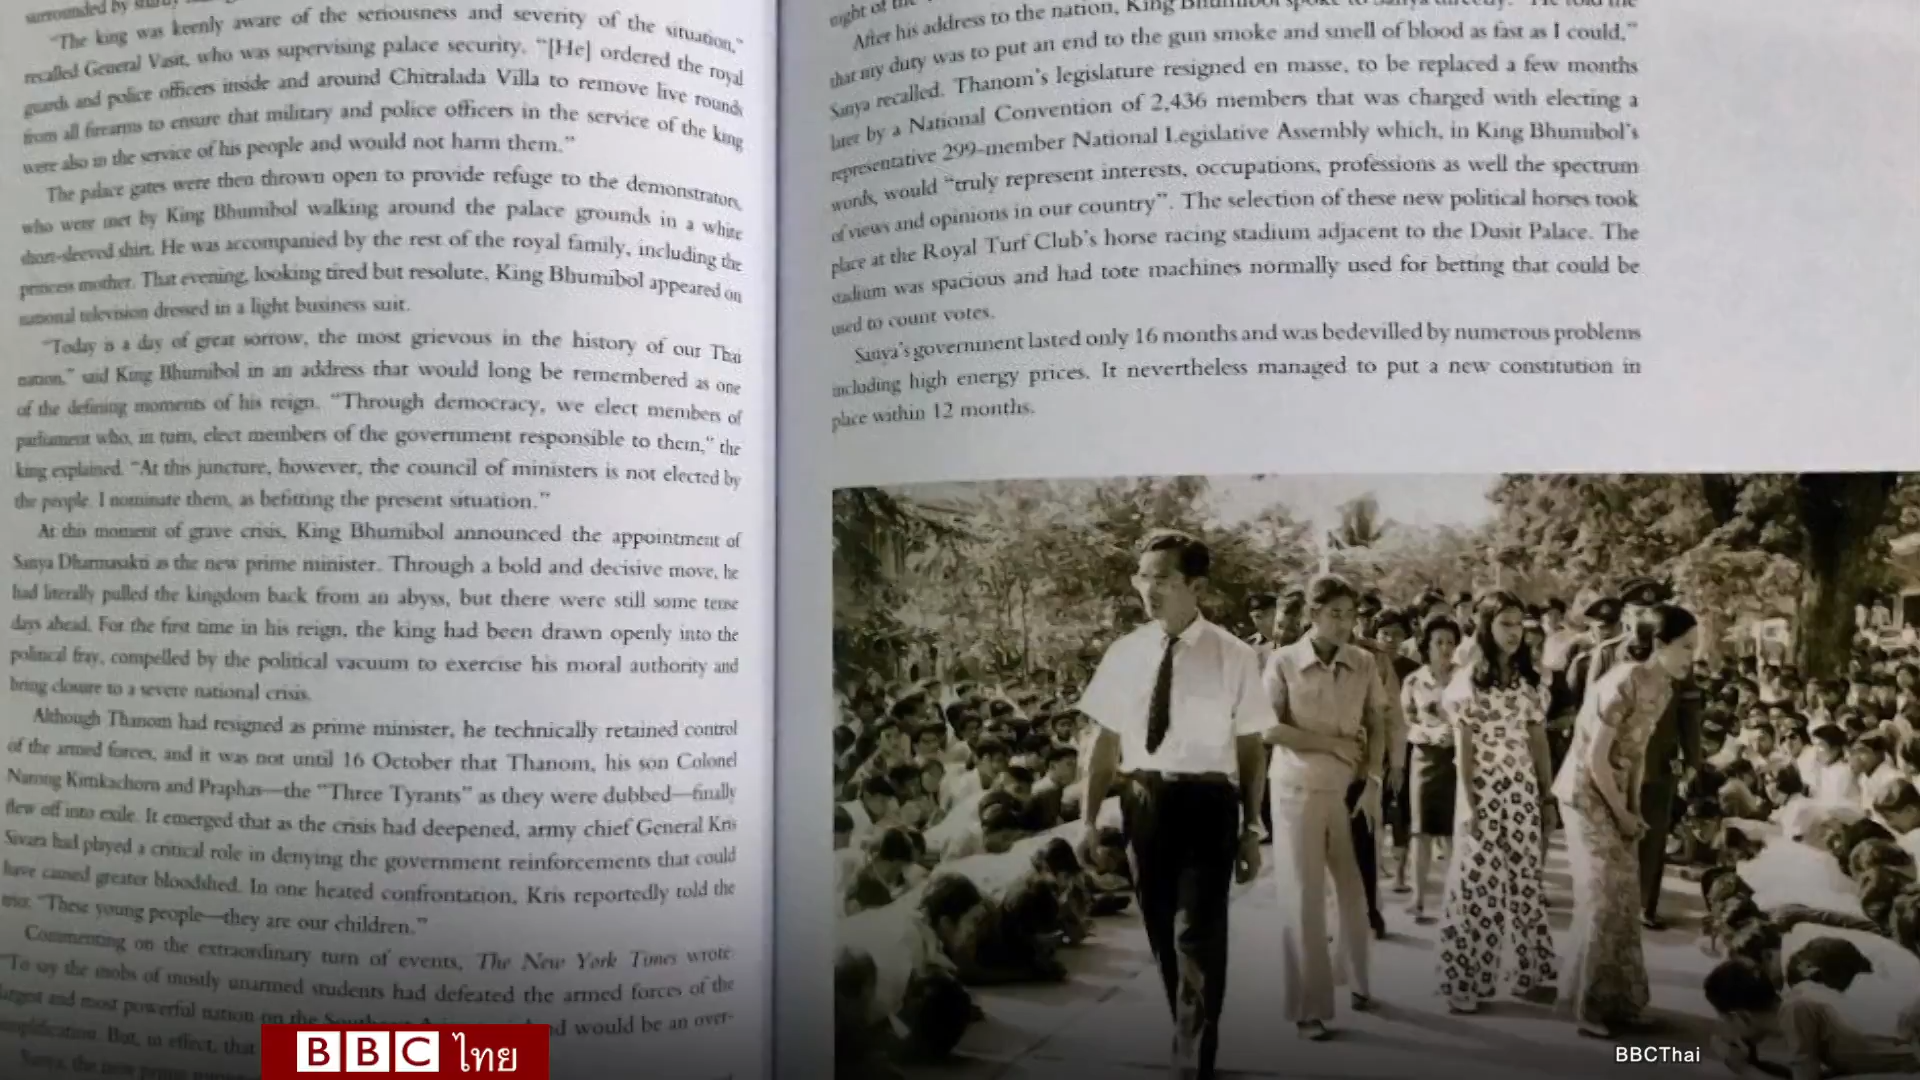 surrounded by
"The king was keenly aware of the seriousness and severity of the situation,"
recalled General Vasit, who was supervising palace security. "[He] ordered the royal
guards and police officers inside and around Chitralada Villa to remove live rounds
from all firearms to ensure that military and police officers in the service of the king
were also in the service of his people and would not harm them."
The palace gates were then thrown open to provide refuge to the demonstrators,
who were met by King Bhumibol walking around the palace grounds in a white
short-sleeved shirt. He was accompanied by the rest of the royal family, including the
princess mother. That evening, looking tired but resolute, King Bhumibol appeared on
national television dressed in a light business suit.
"Today is a day of great sorrow, the most grievous in the history of our Thai
nation," said King Bhumibol in an address that would long be remembered as one
of the defining moments of his reign. "Through democracy, we elect members of
parliament who, in turn, elect members of the government responsible to them," the
king explained. "At this juncture, however, the council of ministers is not elected by
the people. I nominate them, as befitting the present situation."
At this moment of grave crisis, King Bhumibol announced the appointment of
Sanya Dharmasakti as the new prime minister. Through a bold and decisive move, he
had literally pulled the kingdom back from an abyss, but there were still some tense
days ahead. For the first time in his reign, the king had been drawn openly into the
political fray, compelled by the political vacuum to exercise his moral authority and
bring closure to a severe national crisis.
Although Thanom had resigned as prime minister, he technically retained control
of the armed forces, and it was not until 16 October that Thanom, his son Colonel
Narong Kittikachorn and Praphas—the "Three Tyrants" as they were dubbed—finally
flew off into exile. It emerged that as the crisis had deepened, army chief General Kris
Sivara had played a critical role in denying the government reinforcements that could
have caused greater bloodshed. In one heated confrontation, Kris reportedly told the
trio: "These young people—they are our children."
Commenting on the extraordinary turn of events, The New York Times wrote
"To say the mobs of mostly unarmed students had defeated the armed forces of the
largest and most powerful nation on the would be an over-
simplification. But, in effect, that
Sanya, the new prime
night of the
After his address to the nation, King Bhumibol spoke to Sanya directly. "He told me
that my duty was to put an end to the gun smoke and smell of blood as fast as I could,"
Sanya recalled. Thanom's legislature resigned en masse, to be replaced a few months
later by a National Convention of 2,436 members that was charged with electing a
representative 299-member National Legislative Assembly which, in King Bhumibol's
words, would "truly represent interests, occupations, professions as well the spectrum
of views and opinions in our country". The selection of these new political horses took
place at the Royal Turf Club's horse racing stadium adjacent to the Dusit Palace. The
stadium was spacious and had tote machines normally used for betting that could be
used to count votes.
Sanya's government lasted only 16 months and was bedevilled by numerous problems
including high energy prices. It nevertheless managed to put a new constitution in
place within 12 months.
BBC ไทย
BBCThai